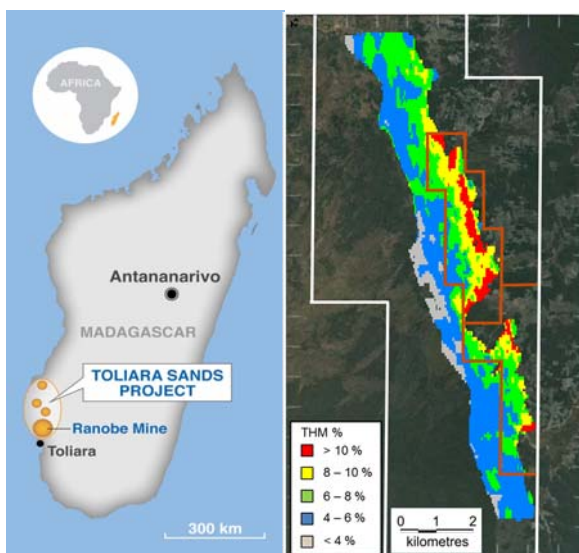 AFRICA
Antananarivo
MADAGASCAR
TOLIARA SANDS
PROJECT
Ranobe Mine
Toliara
300 km
THM %
> 10 %
8 – 10 %
6 – 8 %
4 – 6 %
< 4 %
0 1 2
kilometres